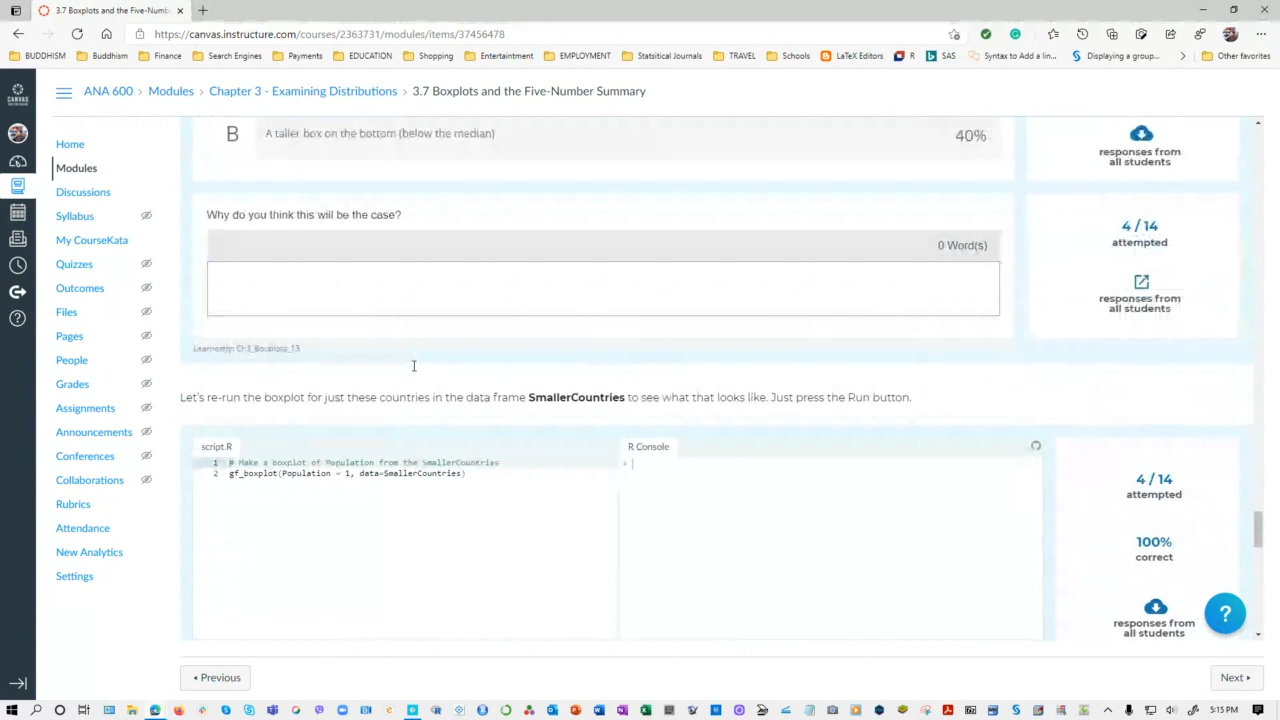 3.7 Boxplots and the Five-Num
https://canvas.instructure.com/courses/2363731/modules/items/37456478
BUDDHISM Buddhism Finance Search Engines Payments EDUCATION Shopping Entertainment EMPLOYMENT Statsitical Journals TRAVEL Schools LaTeX Editors R SAS Syntax to Add a lin... Displaying a group... Other favorites
CANVAS
ANA 600 › Modules › Chapter 3 - Examining Distributions › 3.7 Boxplots and the Five-Number Summary
Home
Modules
Discussions
Syllabus
My CourseKata
Quizzes
Outcomes
Files
Pages
People
Grades
Assignments
Announcements
Conferences
Collaborations
Rubrics
Attendance
New Analytics
Settings
B A taller box on the bottom (below the median) 40%
responses from
all students
Why do you think this will be the case?
0 Word(s)
4 / 14
attempted
responses from
all students
Learnosity: Ch3_Boxplots_13
Let's re-run the boxplot for just these countries in the data frame SmallerCountries to see what that looks like. Just press the Run button.
script.R
1 # Make a boxplot of Population from the SmallerCountries
2 gf_boxplot(Population ~ 1, data=SmallerCountries)
R Console
>
4 / 14
attempted
100%
correct
responses from
all students
?
◂ Previous
Next ▸
5:15 PM